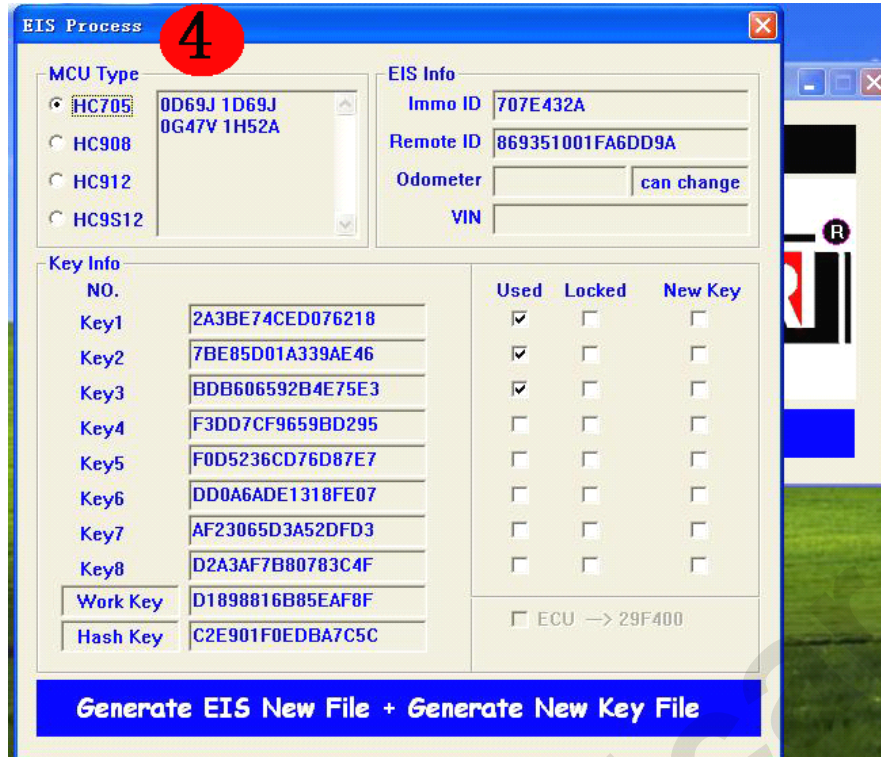 EIS Process
4
MCU Type
HC705
HC908
HC912
HC9S12
0D69J 1D69J
0G47V 1H52A
EIS Info
Immo ID 707E432A
Remote ID 869351001FA6DD9A
Odometer can change
VIN
®
Key Info
NO. Used Locked New Key
Key1 2A3BE74CED076218
Key2 7BE85D01A339AE46
Key3 BDB606592B4E75E3
Key4 F3DD7CF9659BD295
Key5 F0D5236CD76D87E7
Key6 DD0A6ADE1318FE07
Key7 AF23065D3A52DFD3
Key8 D2A3AF7B80783C4F
Work Key D1898816B85EAF8F
Hash Key C2E901F0EDBA7C5C
ECU —> 29F400
Generate EIS New File + Generate New Key File